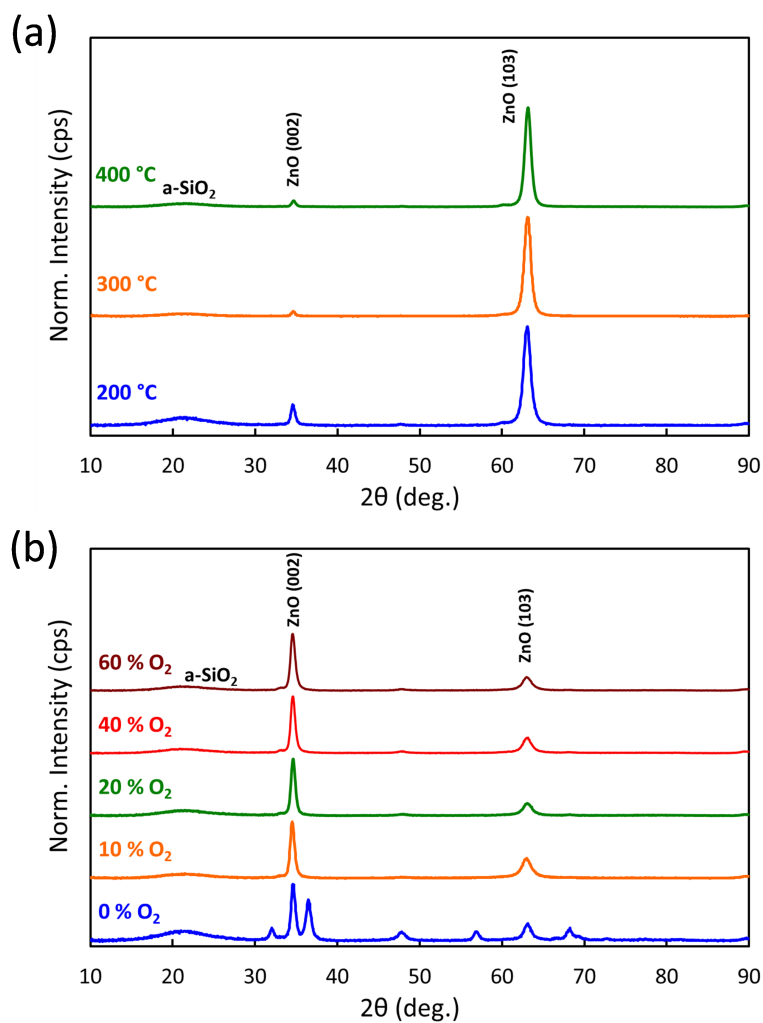 (a)
Norm. Intensity (cps)
ZnO (002)
ZnO (103)
400 °C
a-SiO₂
300 °C
200 °C
10 20 30 40 50 60 70 80 90
2θ (deg.)
(b)
Norm. Intensity (cps)
ZnO (002)
ZnO (103)
60 % O₂
a-SiO₂
40 % O₂
20 % O₂
10 % O₂
0 % O₂
10 20 30 40 50 60 70 80 90
2θ (deg.)